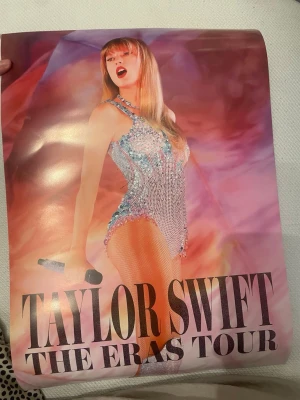 TAYLOR SWIFT
THE ERAS TOUR